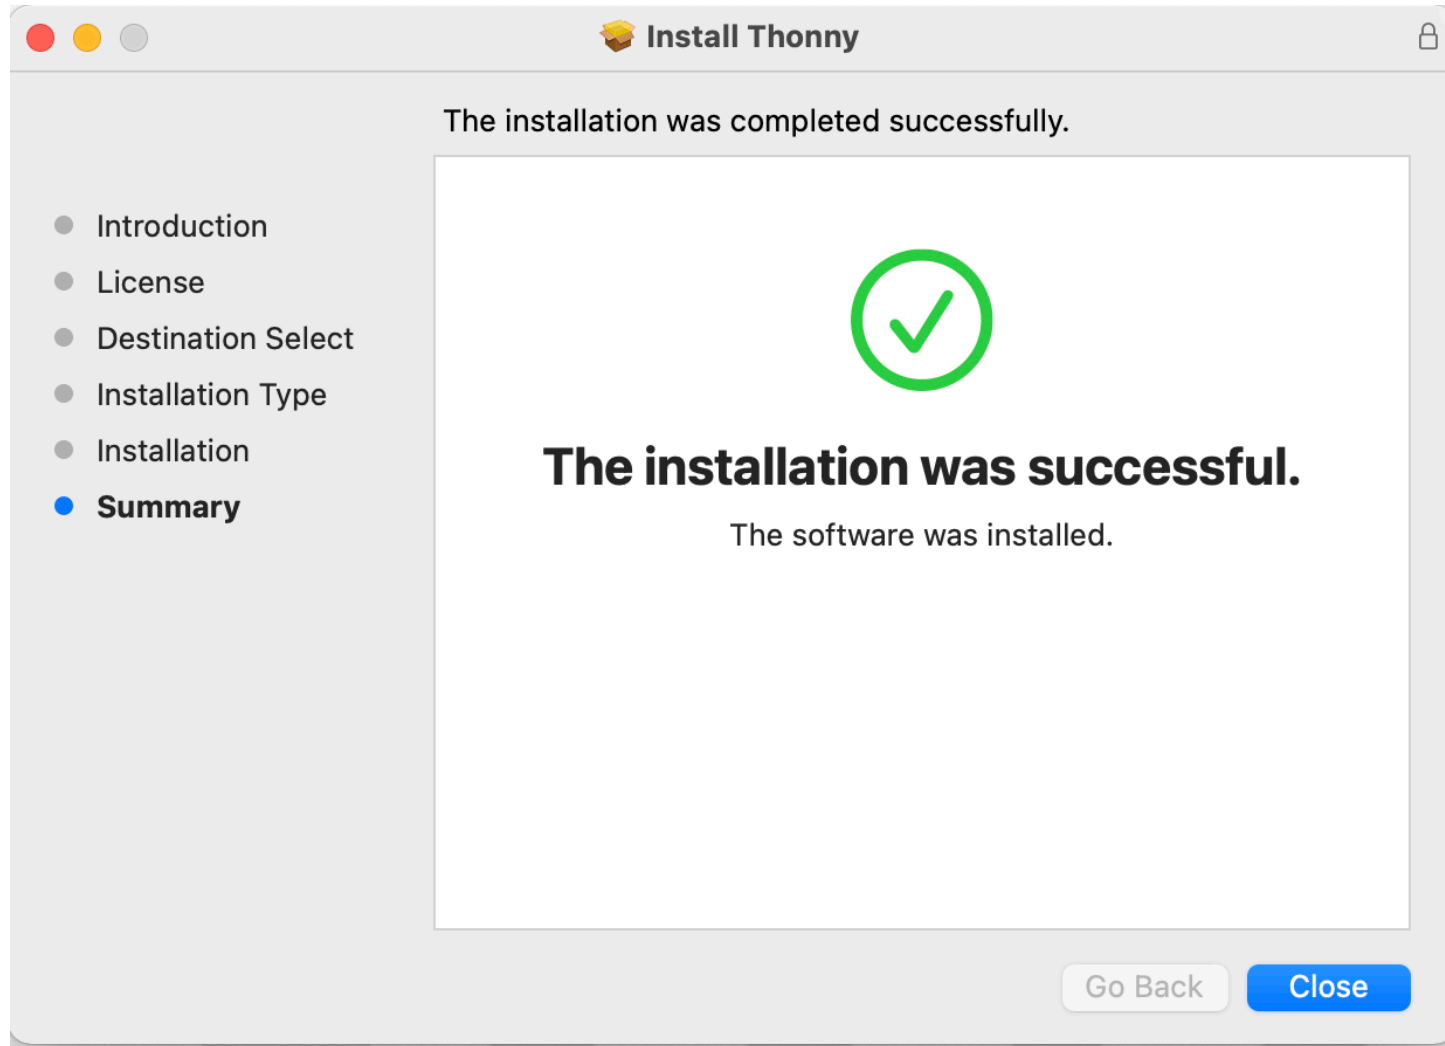 Install Thonny
The installation was completed successfully.
Introduction
License
Destination Select
Installation Type
Installation
Summary
The installation was successful.
The software was installed.
Go Back
Close